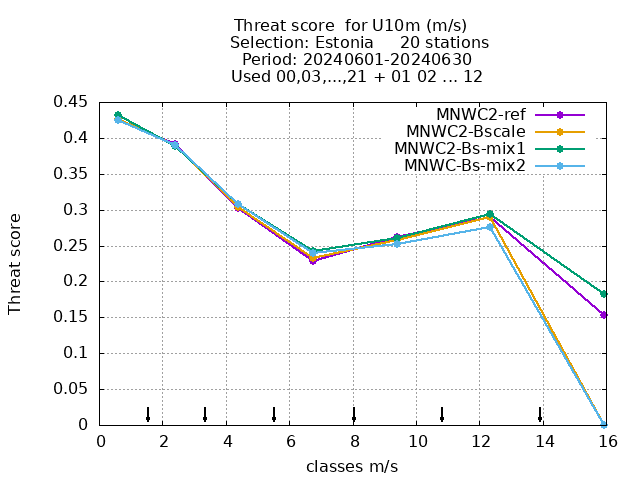 Threat score  for U10m (m/s)
Selection: Estonia     20 stations
Period: 20240601-20240630
Used 00,03,...,21 + 01 02 ... 12
MNWC2-ref
MNWC2-Bscale
MNWC2-Bs-mix1
MNWC-Bs-mix2
0.45
0.4
0.35
0.3
0.25
0.2
0.15
0.1
0.05
0
Threat score
0 2 4 6 8 10 12 14 16
classes m/s